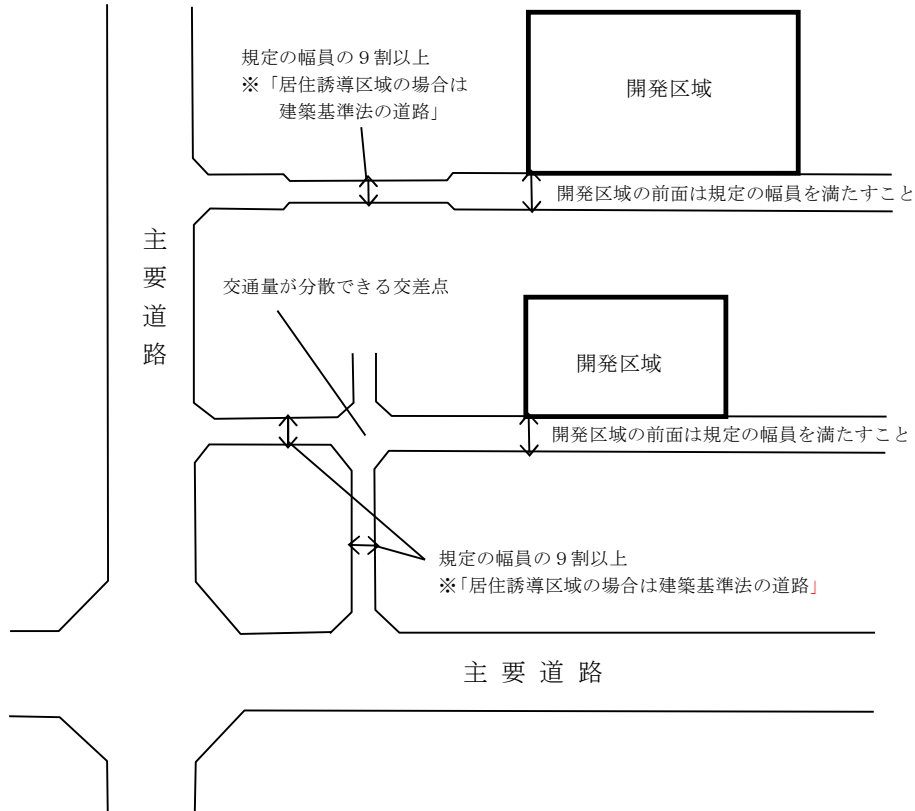 規定の幅員の９割以上
※「居住誘導区域の場合は
建築基準法の道路」
開発区域
開発区域の前面は規定の幅員を満たすこと
主要道路
交通量が分散できる交差点
開発区域
開発区域の前面は規定の幅員を満たすこと
規定の幅員の９割以上
※「居住誘導区域の場合は建築基準法の道路」
主要道路